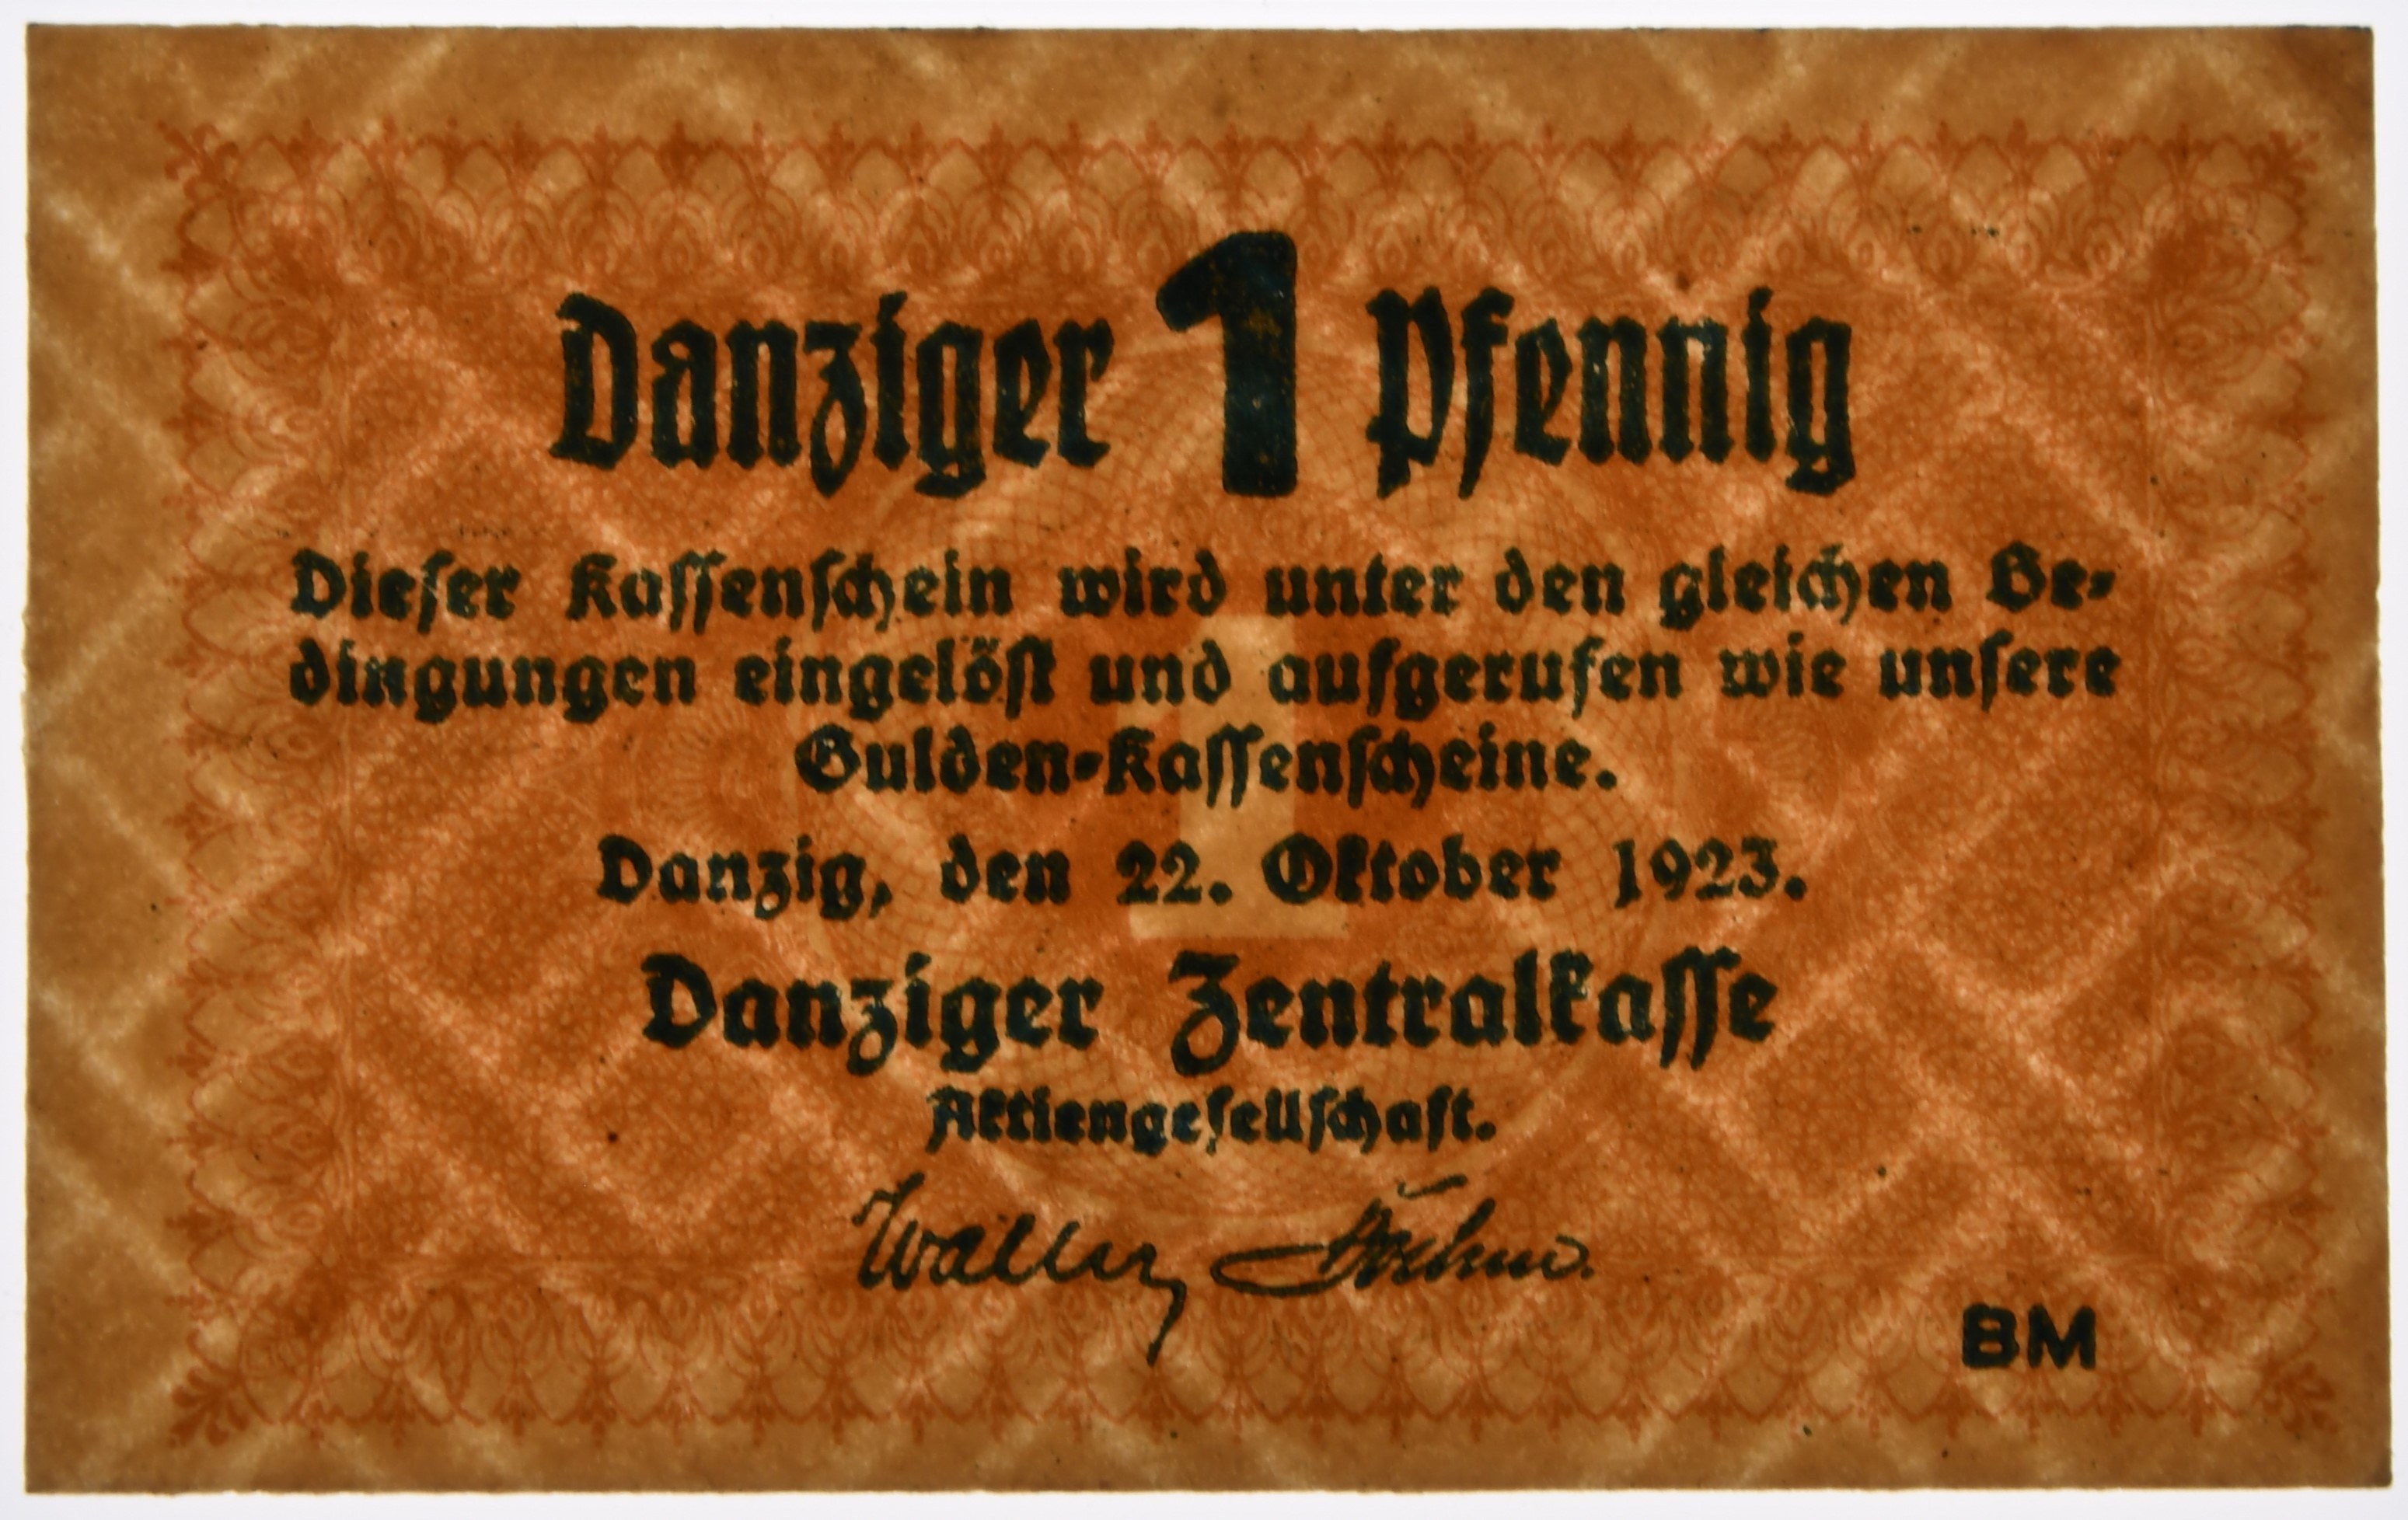 Danziger 1 Pfennig
Dieser Kassenschein wird unter den gleichen Be-
dingungen eingelöst und aufgerufen wie unsere
Gulden-Kassenscheine.
Danzig, den 22. Oktober 1923.
Danziger Zentralkasse
Aktiengesellschaft.
1
BM